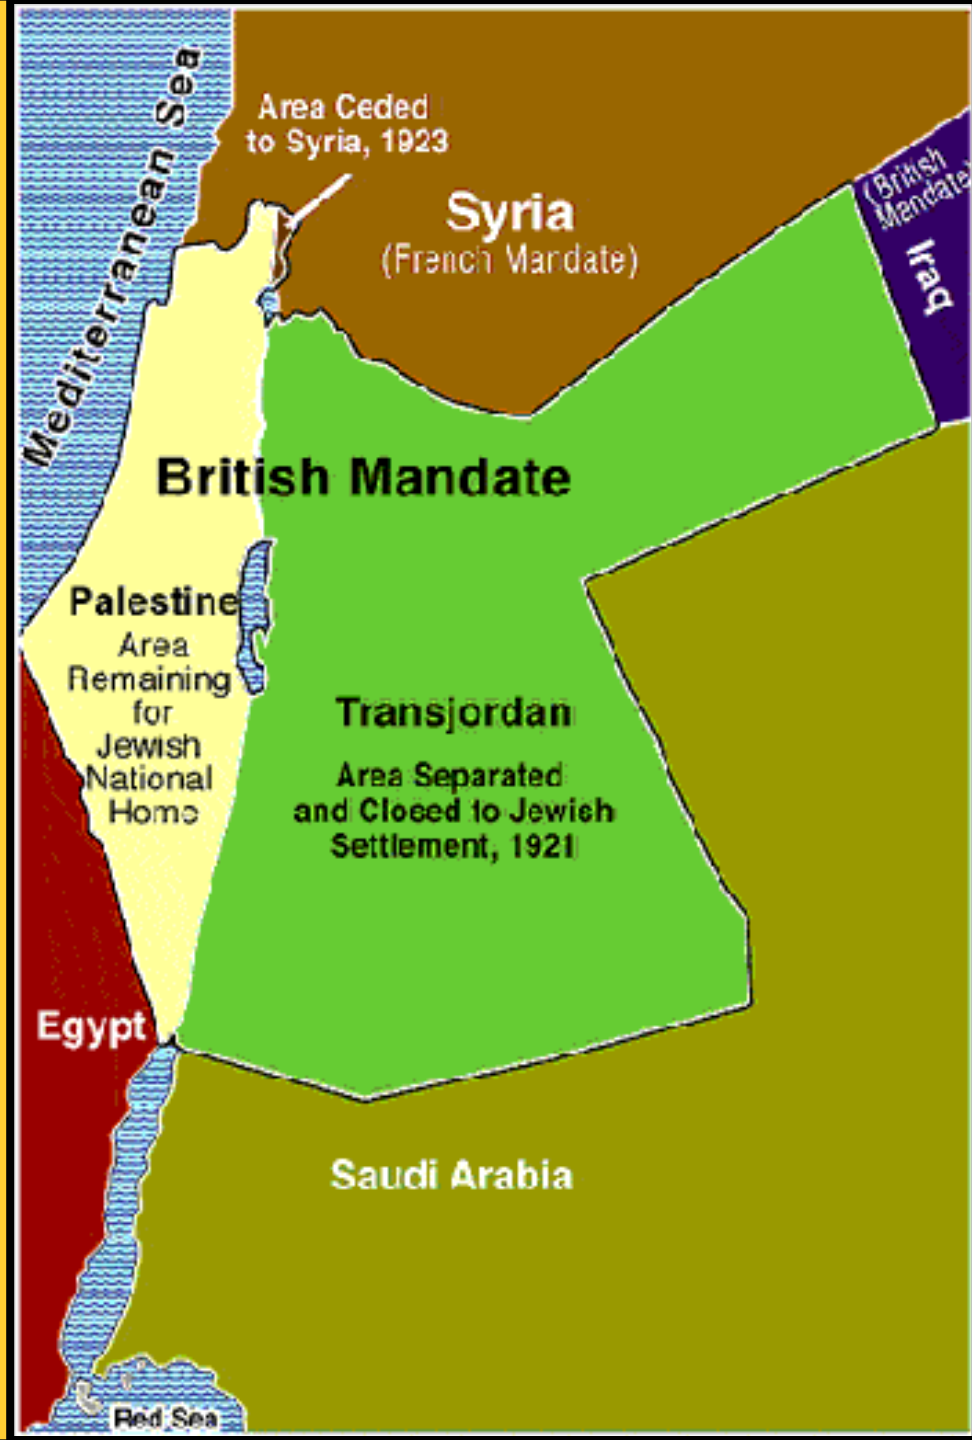 Mediterranean Sea
Area Ceded
to Syria, 1923
Syria
(French Mandate)
(British
Mandate)
Iraq
British Mandate
Palestine
Area
Remaining
for
Jewish
National
Home
Transjordan
Area Separated
and Closed to Jewish
Settlement, 1921
Egypt
Saudi Arabia
Red Sea